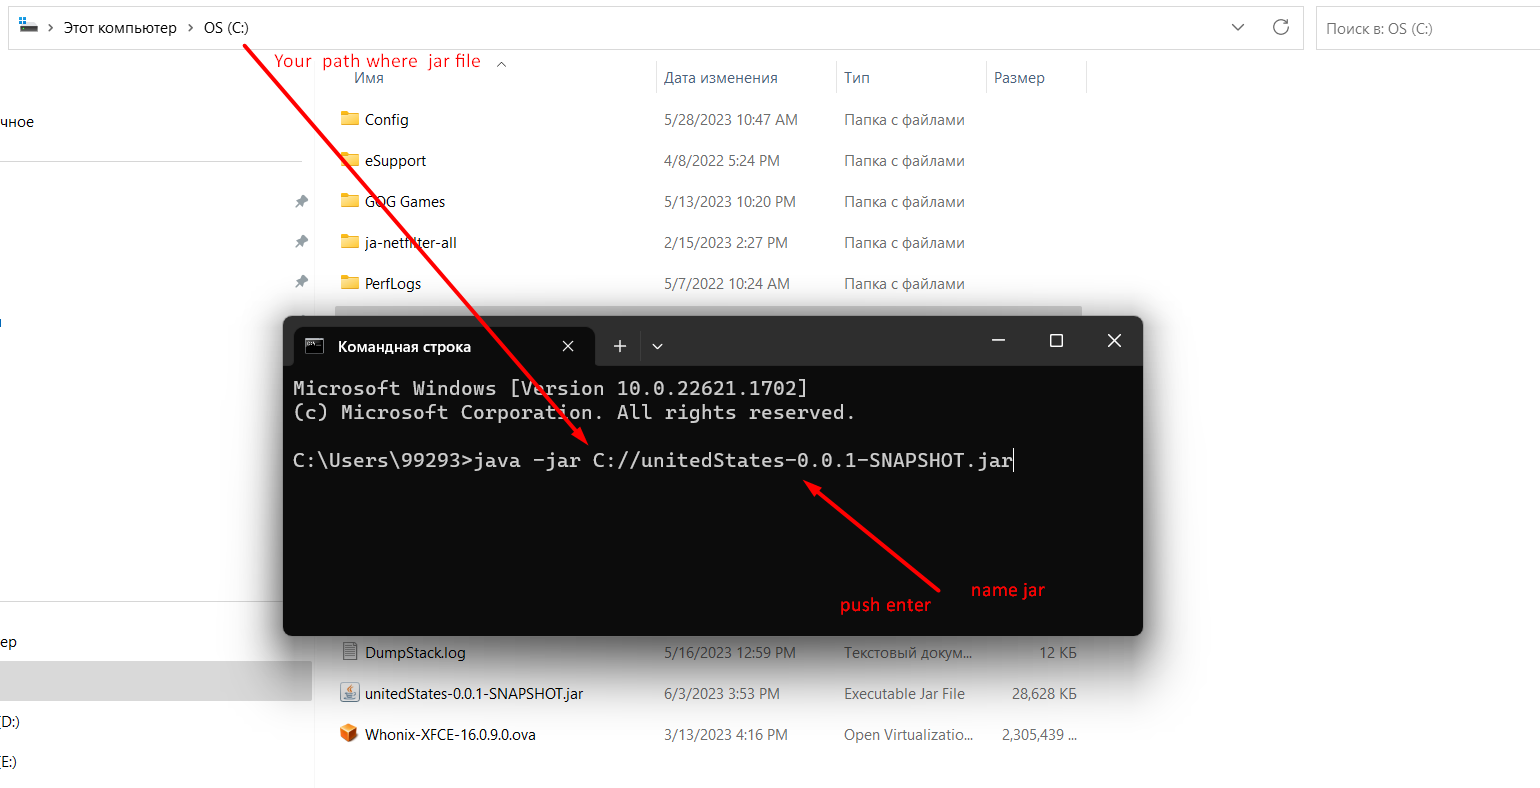 Этот компьютер > OS (C:)
Поиск в: OS (C:)
Your path where jar file
Имя Дата изменения Тип Размер
чное
Config 5/28/2023 10:47 AM Папка с файлами
eSupport 4/8/2022 5:24 PM Папка с файлами
GOG Games 5/13/2023 10:20 PM Папка с файлами
ja-netfilter-all 2/15/2023 2:27 PM Папка с файлами
PerfLogs 5/7/2022 10:24 AM Папка с файлами
Командная строка
Microsoft Windows [Version 10.0.22621.1702]
(c) Microsoft Corporation. All rights reserved.
C:\Users\99293>java -jar C://unitedStates-0.0.1-SNAPSHOT.jar
name jar
push enter
ер
DumpStack.log 5/16/2023 12:59 PM Текстовый докум... 12 КБ
unitedStates-0.0.1-SNAPSHOT.jar 6/3/2023 3:53 PM Executable Jar File 28,628 КБ
(D:)
Whonix-XFCE-16.0.9.0.ova 3/13/2023 4:16 PM Open Virtualizatio... 2,305,439 ...
(E:)